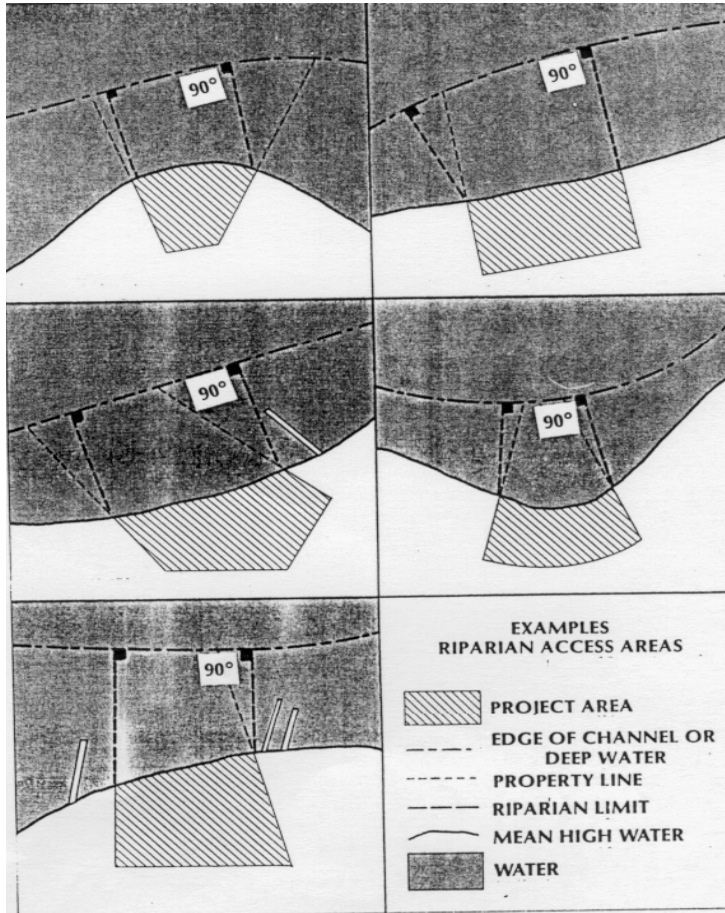 90°
90°
90°
90°
90°
EXAMPLES
RIPARIAN ACCESS AREAS
PROJECT AREA
EDGE OF CHANNEL OR
DEEP WATER
PROPERTY LINE
RIPARIAN LIMIT
MEAN HIGH WATER
WATER